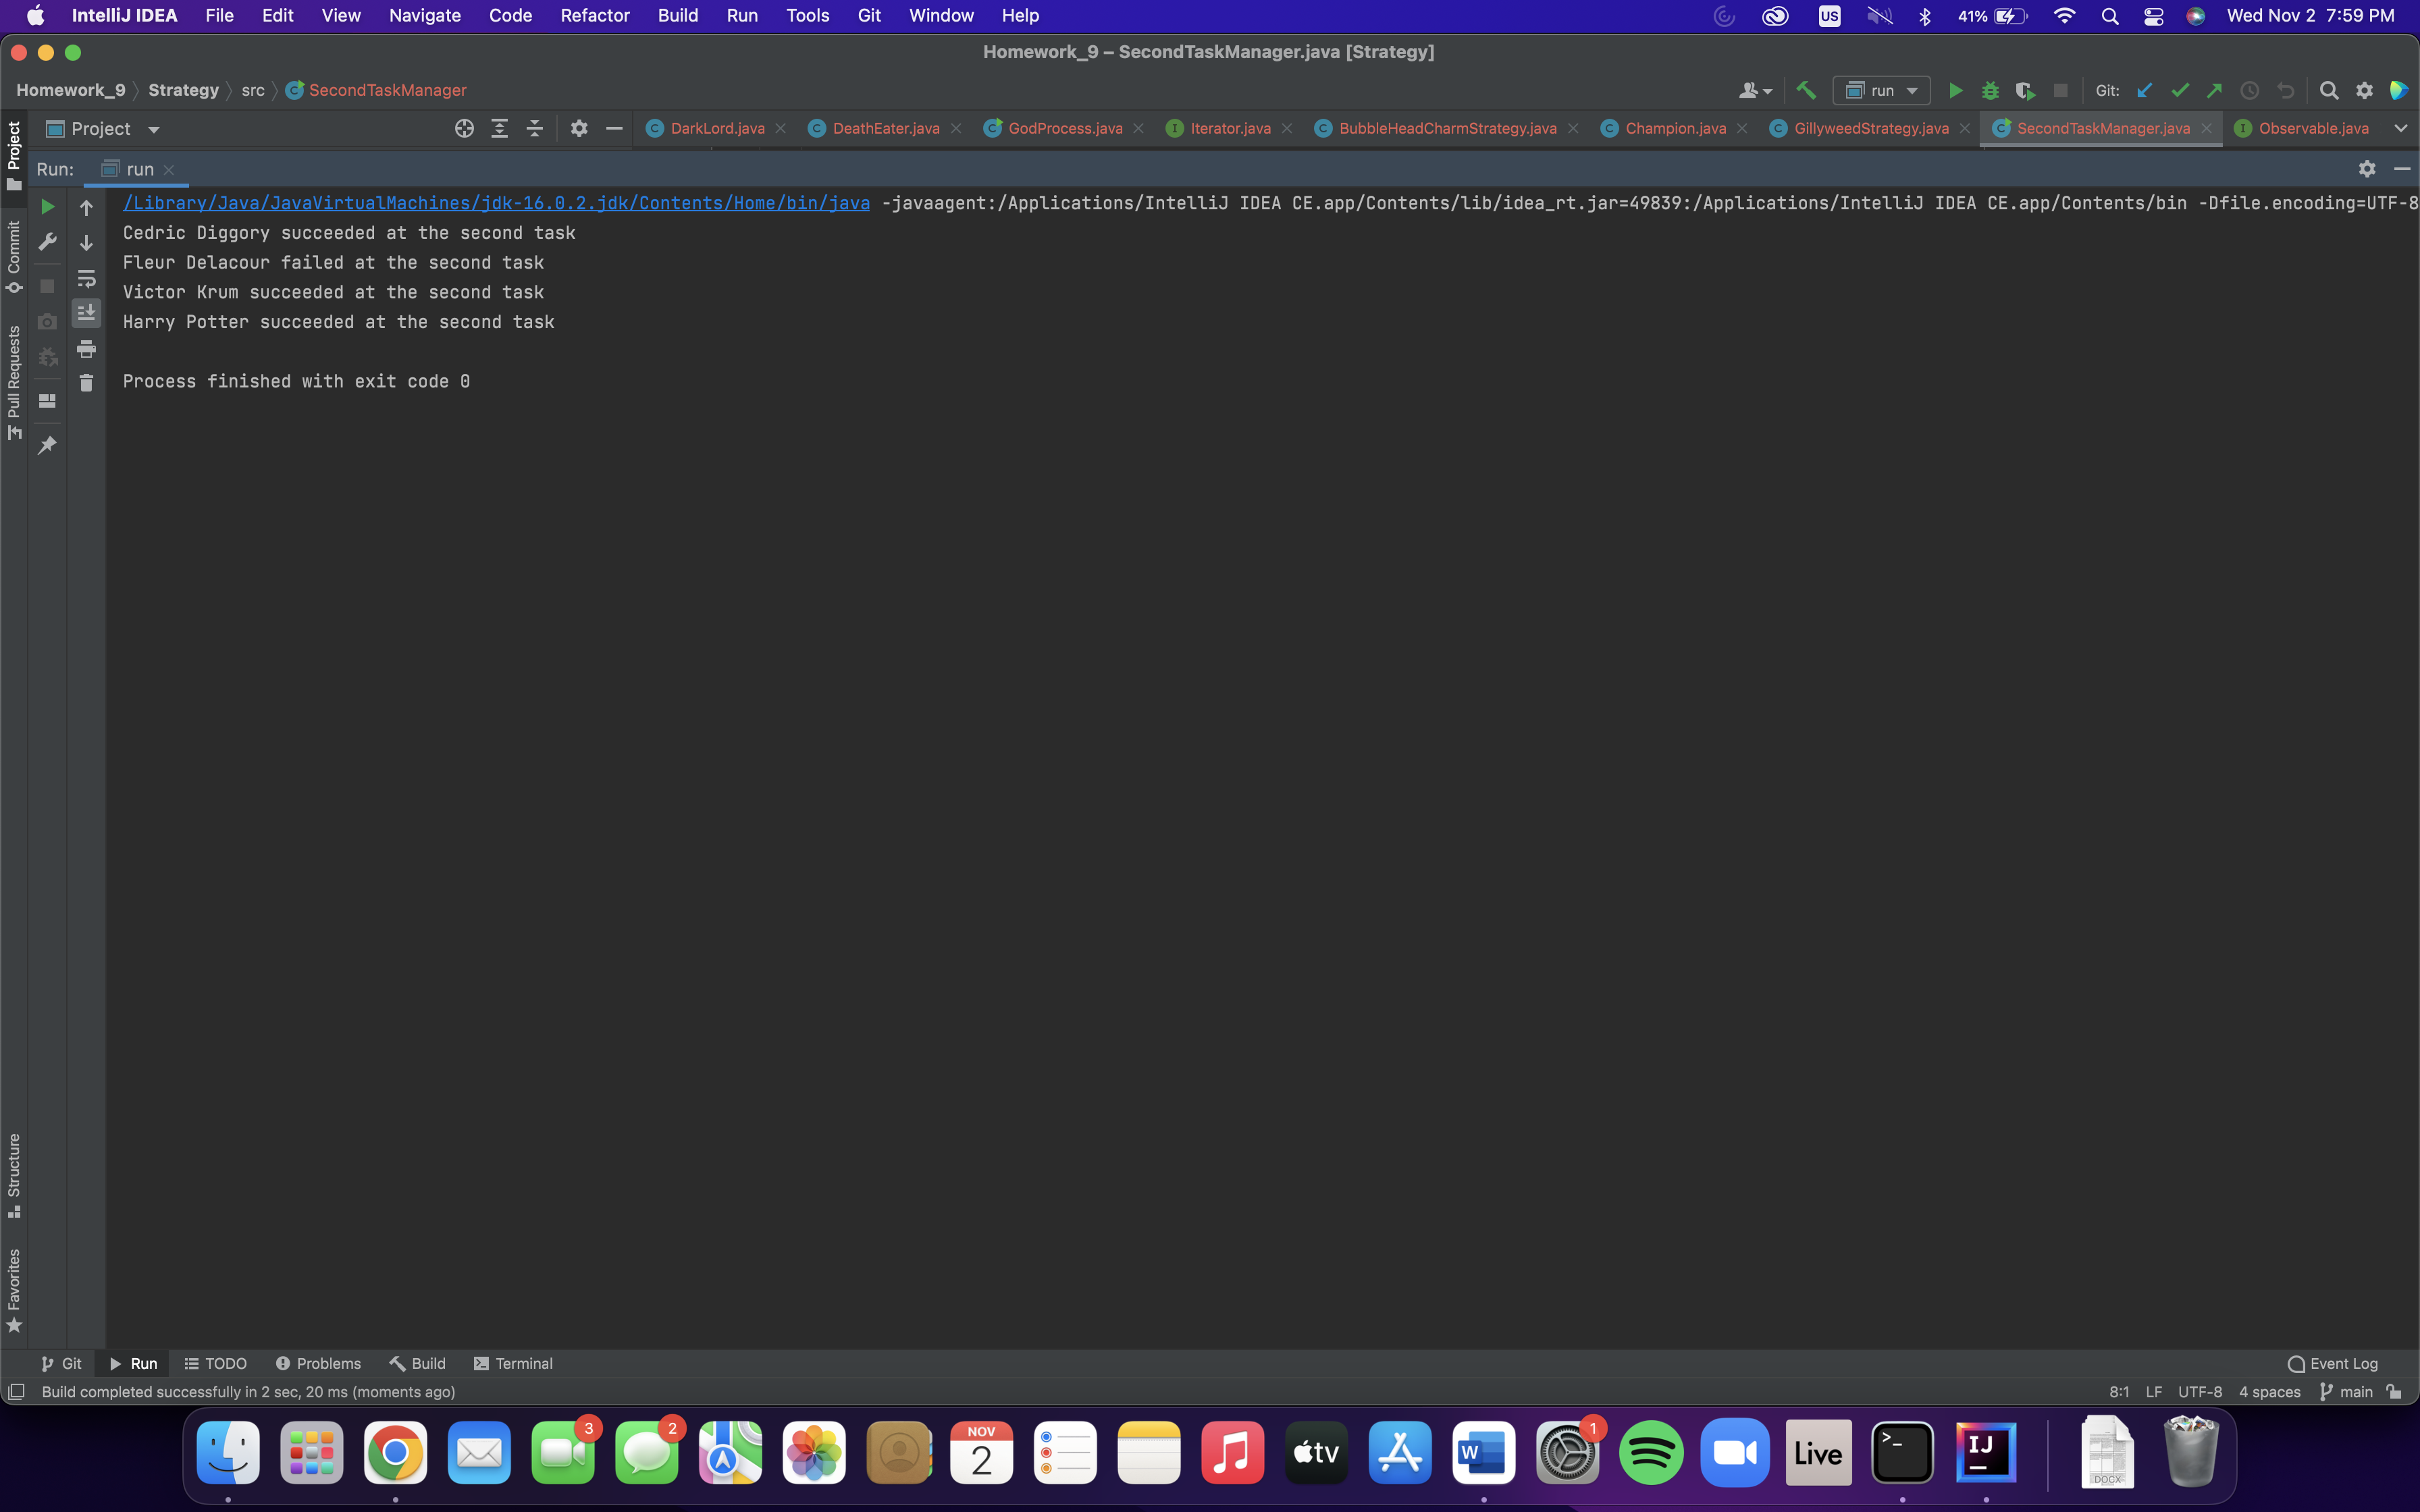 IntelliJ IDEA File Edit View Navigate Code Refactor Build Run Tools Git Window Help US 41% Wed Nov 2 7:59 PM
Homework_9 – SecondTaskManager.java [Strategy]
Homework_9 Strategy src SecondTaskManager run Git:
Project DarkLord.java DeathEater.java GodProcess.java Iterator.java BubbleHeadCharmStrategy.java Champion.java GillyweedStrategy.java SecondTaskManager.java Observable.java
Run: run
/Library/Java/JavaVirtualMachines/jdk-16.0.2.jdk/Contents/Home/bin/java -javaagent:/Applications/IntelliJ IDEA CE.app/Contents/lib/idea_rt.jar=49839:/Applications/IntelliJ IDEA CE.app/Contents/bin -Dfile.encoding=UTF-8
Cedric Diggory succeeded at the second task
Fleur Delacour failed at the second task
Victor Krum succeeded at the second task
Harry Potter succeeded at the second task
Process finished with exit code 0
Project
Commit
Pull Requests
Structure
Favorites
Git Run TODO Problems Build Terminal Event Log
Build completed successfully in 2 sec, 20 ms (moments ago) 8:1 LF UTF-8 4 spaces main
3 2 NOV 2 tv W 1 Live >_ IJ DOCX